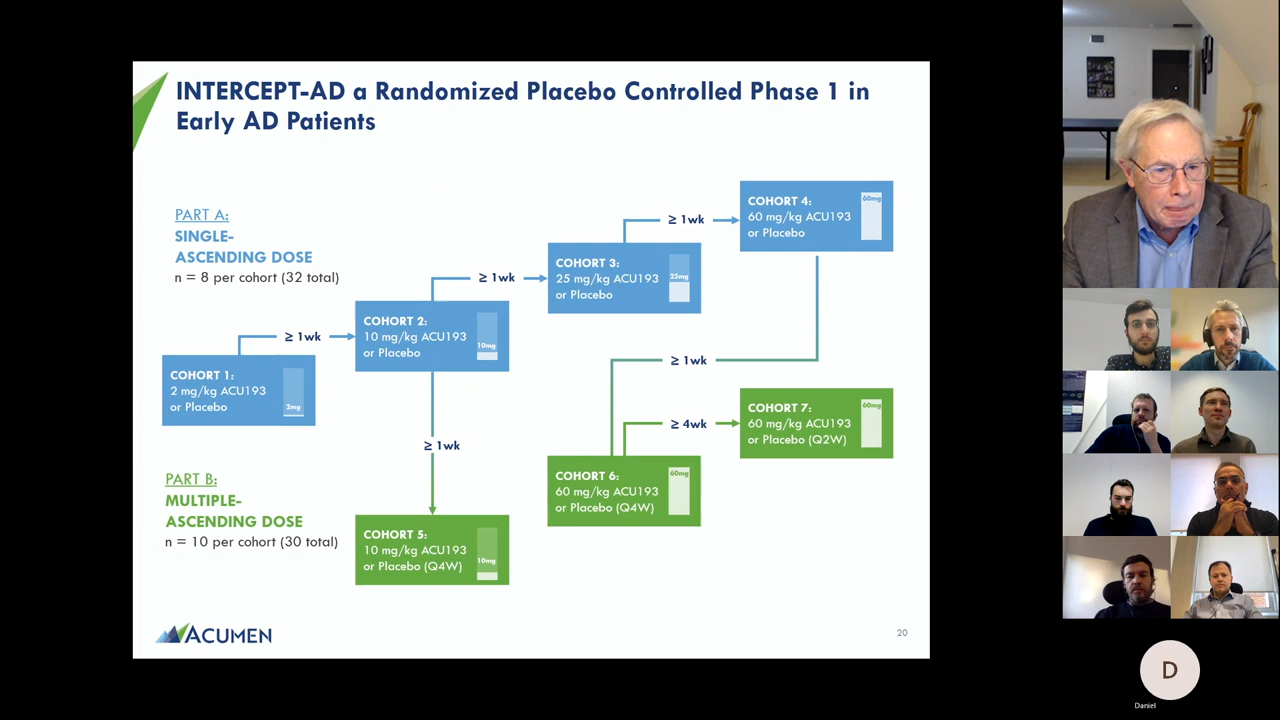 INTERCEPT-AD a Randomized Placebo Controlled Phase 1 in
Early AD Patients
PART A:
SINGLE-
ASCENDING DOSE
n = 8 per cohort (32 total)
COHORT 1:
2 mg/kg ACU193
or Placebo
2mg
≥ 1wk
COHORT 2:
10 mg/kg ACU193
or Placebo
10mg
≥ 1wk
COHORT 3:
25 mg/kg ACU193
or Placebo
25mg
≥ 1wk
COHORT 4:
60 mg/kg ACU193
or Placebo
60mg
≥ 1wk
≥ 1wk
PART B:
MULTIPLE-
ASCENDING DOSE
n = 10 per cohort (30 total)
COHORT 5:
10 mg/kg ACU193
or Placebo (Q4W)
10mg
COHORT 6:
60 mg/kg ACU193
or Placebo (Q4W)
60mg
≥ 4wk
COHORT 7:
60 mg/kg ACU193
or Placebo (Q2W)
60mg
ACUMEN
20
D
Daniel